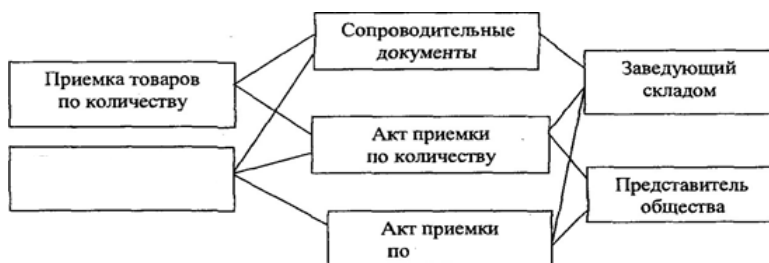 Сопроводительные
документы
Приемка товаров
по количеству
Заведующий
складом
Акт приемки
по количеству
Представитель
общества
Акт приемки
по